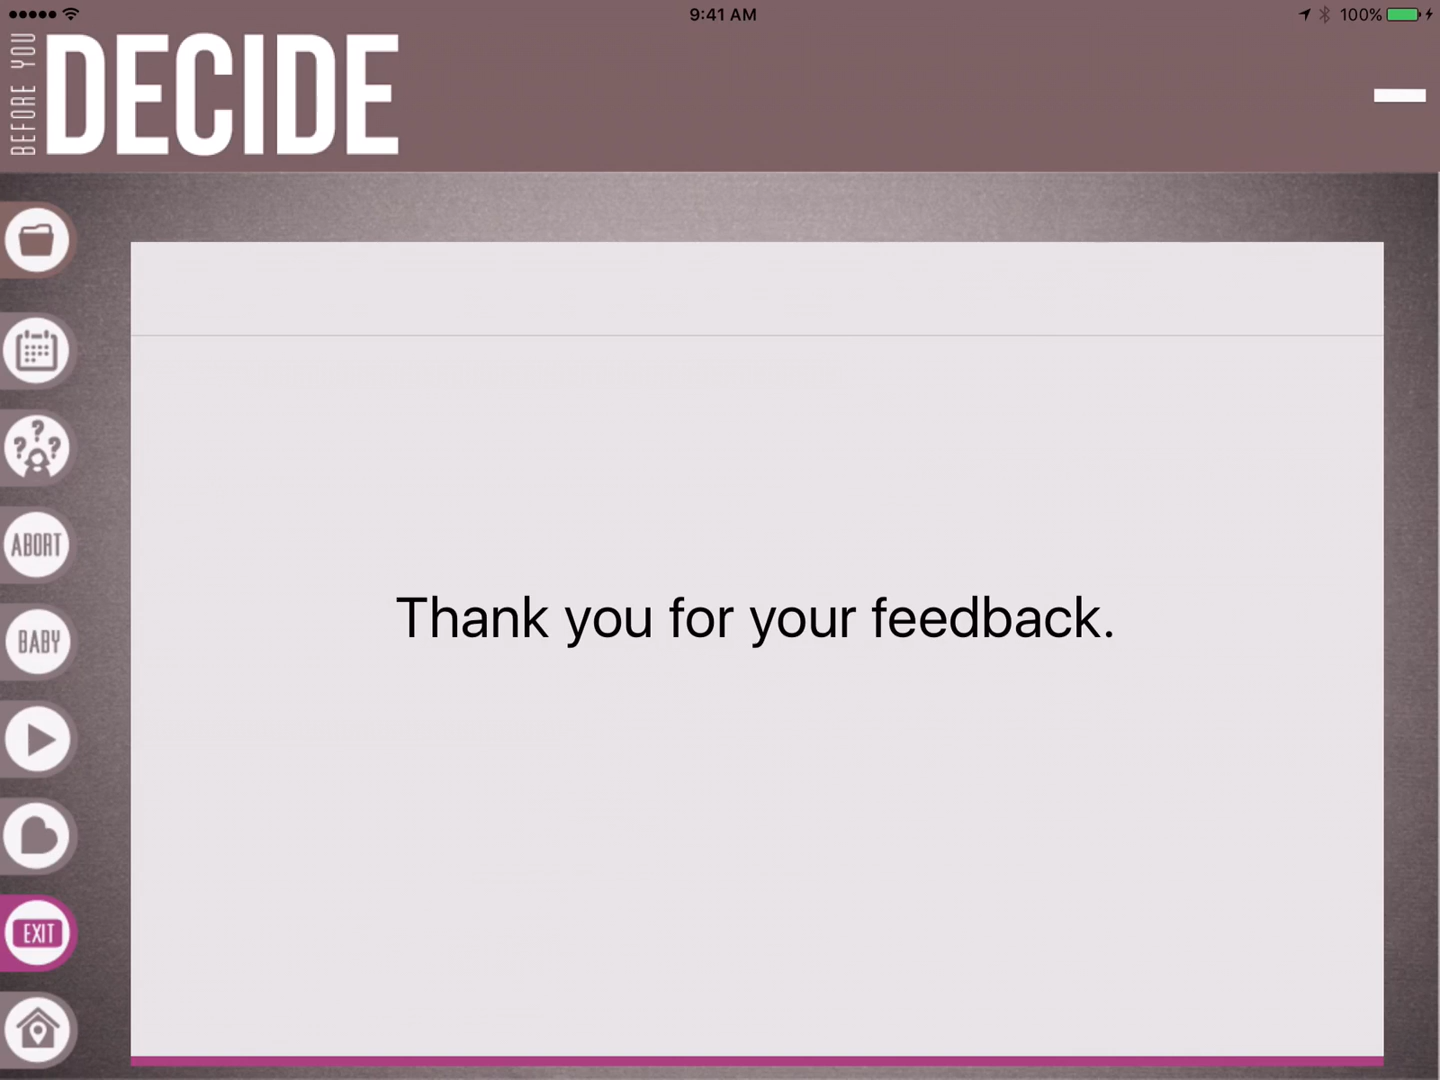 9:41 AM
100%
BEFORE YOU
DECIDE
? ? ?
ABORT
BABY
Thank you for your feedback.
EXIT